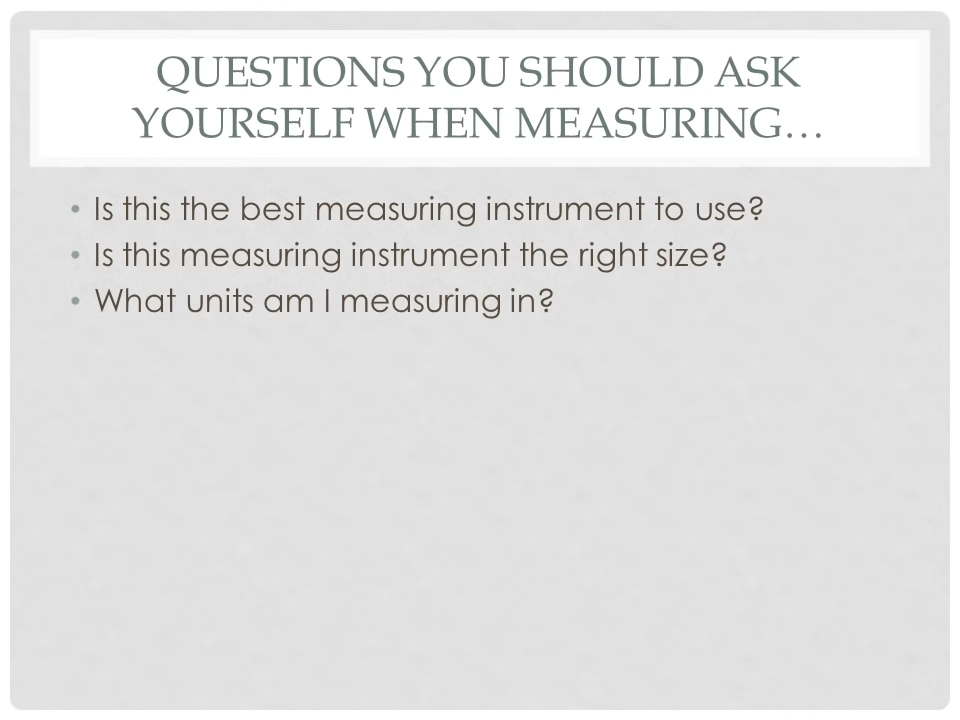 QUESTIONS YOU SHOULD ASK
YOURSELF WHEN MEASURING…
• Is this the best measuring instrument to use?
• Is this measuring instrument the right size?
• What units am I measuring in?